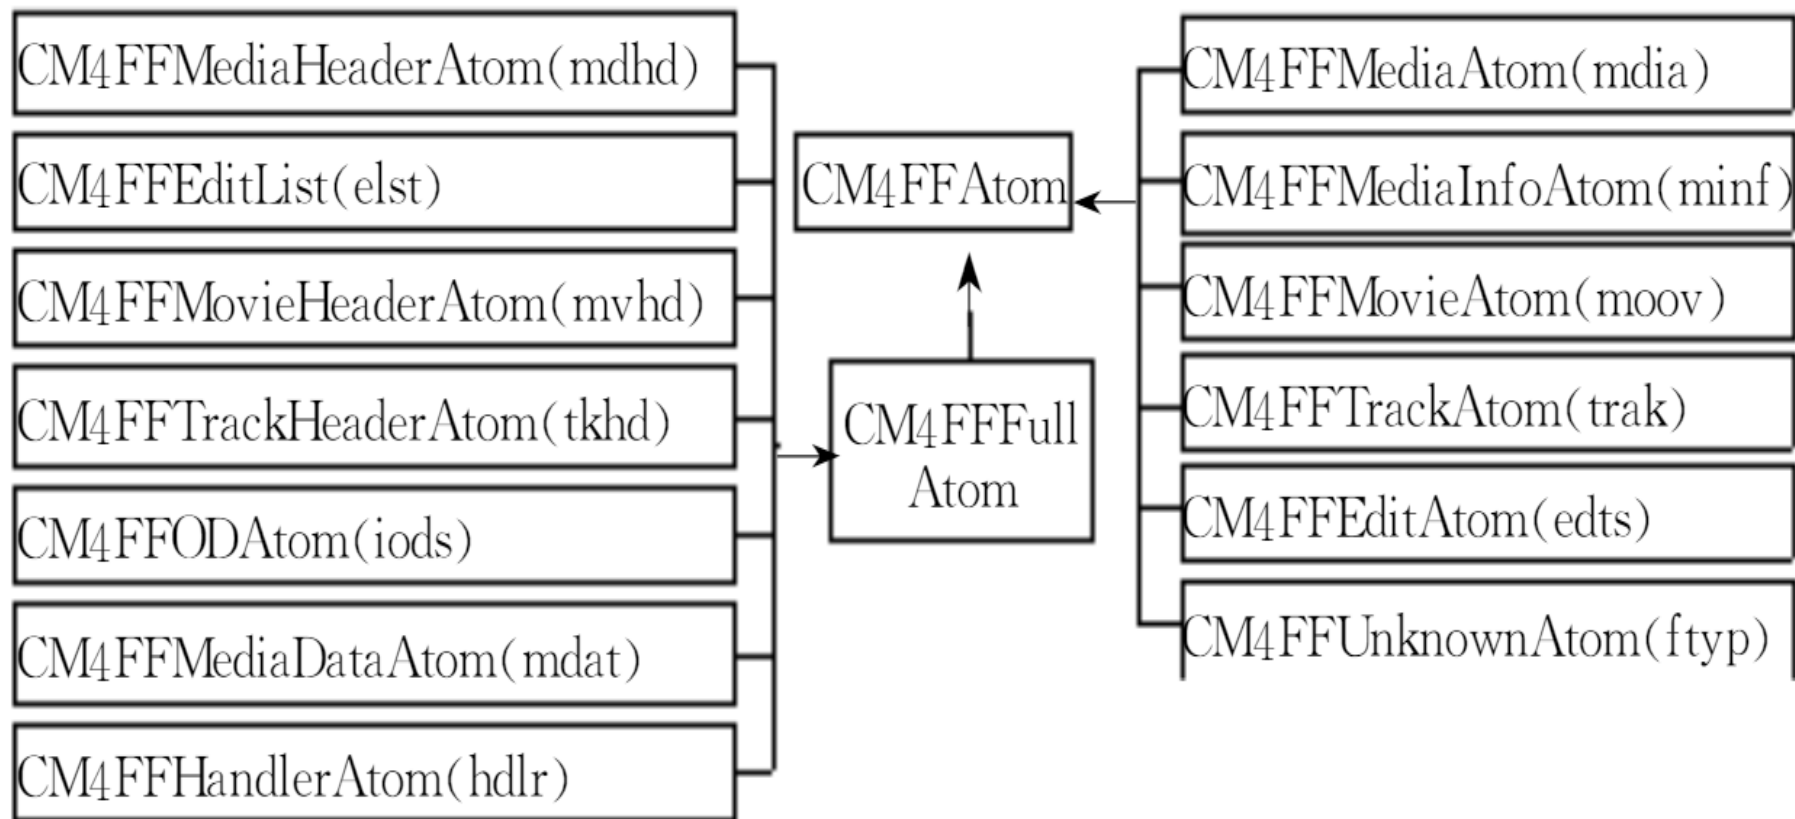 CM4FFMediaHeaderAtom(mdhd)
CM4FFEditList(elst)
CM4FFMovieHeaderAtom(mvhd)
CM4FFTrackHeaderAtom(tkhd)
CM4FFODAtom(iods)
CM4FFMediaDataAtom(mdat)
CM4FFHandlerAtom(hdlr)
CM4FFAtom
CM4FFFull
Atom
CM4FFMediaAtom(mdia)
CM4FFMediaInfoAtom(minf)
CM4FFMovieAtom(moov)
CM4FFTrackAtom(trak)
CM4FFEditAtom(edts)
CM4FFUnknownAtom(ftyp)